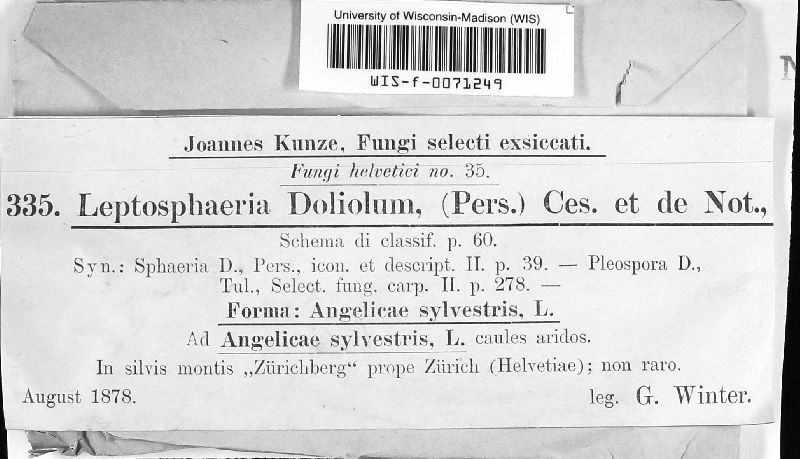 University of Wisconsin-Madison (WIS)
WIS-f-0071249
Joannes Kunze, Fungi selecti exsiccati.
Fungi helvetici no. 35.
335. Leptosphaeria Doliolum, (Pers.) Ces. et de Not.,
Schema di classif. p. 60.
Syn.: Sphaeria D., Pers., icon. et descript. II. p. 39. — Pleospora D.,
Tul., Select. fung. carp. II. p. 278. —
Forma: Angelicae sylvestris, L.
Ad Angelicae sylvestris, L. caules aridos.
In silvis montis „Zürichberg“ prope Zürich (Helvetiae); non raro.
August 1878. leg. G. Winter.